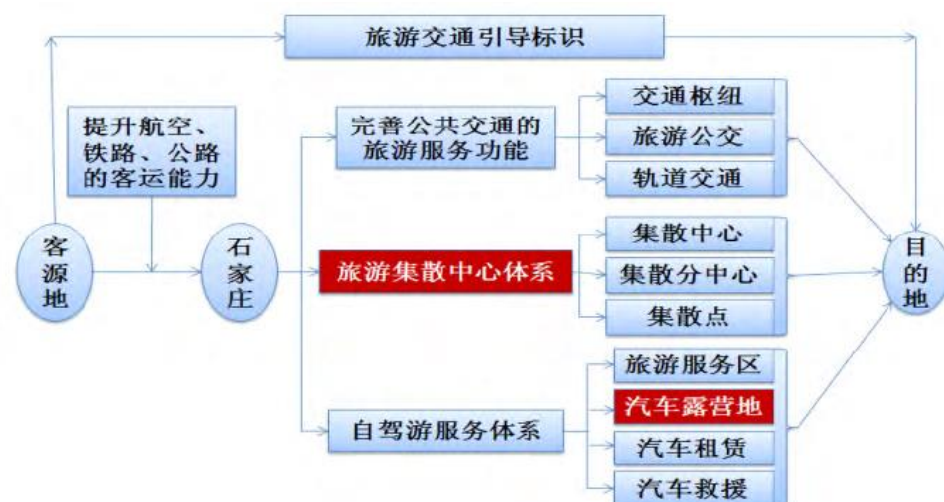 旅游交通引导标识
提升航空、
铁路、公路
的客运能力
完善公共交通的
旅游服务功能
交通枢纽
旅游公交
轨道交通
客源地
石家庄
旅游集散中心体系
集散中心
集散分中心
集散点
目的地
自驾游服务体系
旅游服务区
汽车露营地
汽车租赁
汽车救援